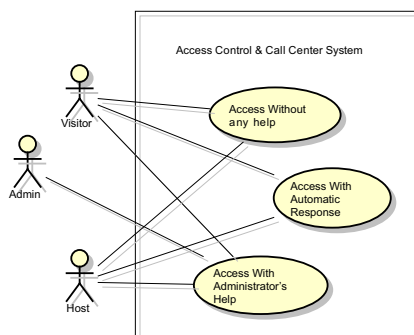 Access Control & Call Center System
Visitor
Access Without
any help
Admin
Access With
Automatic
Response
Access With
Administrator's
Help
Host